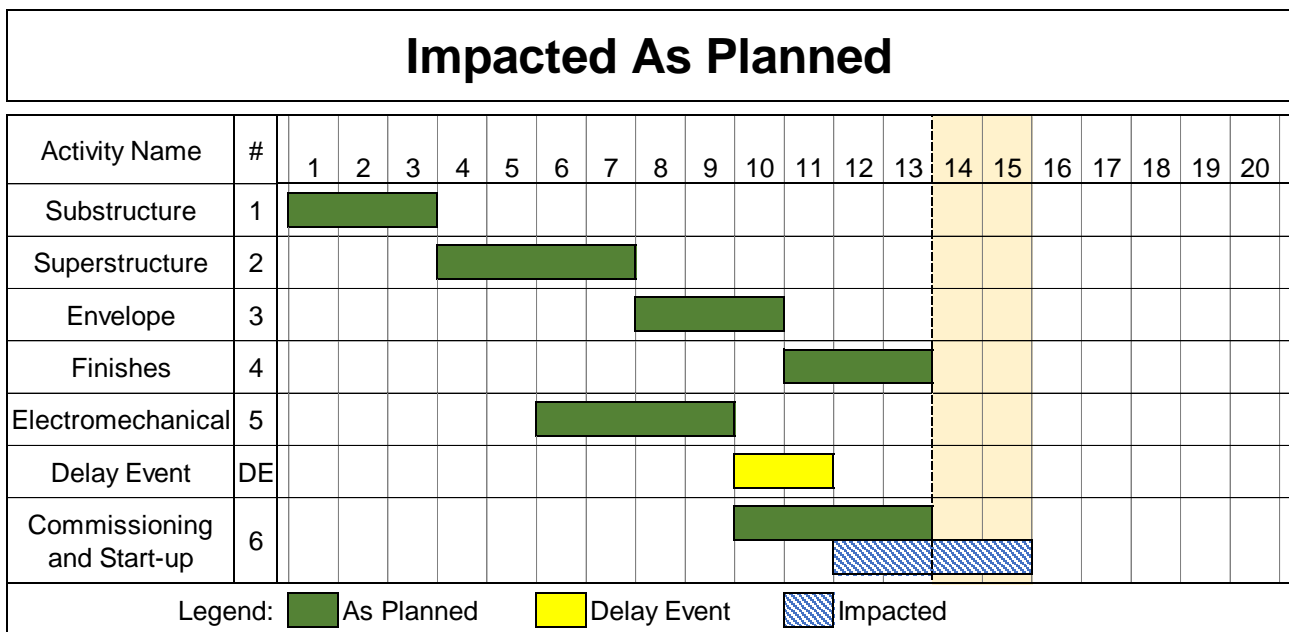 Impacted As Planned
Activity Name # 1 2 3 4 5 6 7 8 9 10 11 12 13 14 15 16 17 18 19 20
Substructure 1
Superstructure 2
Envelope 3
Finishes 4
Electromechanical 5
Delay Event DE
Commissioning
and Start-up 6
Legend: As Planned Delay Event Impacted